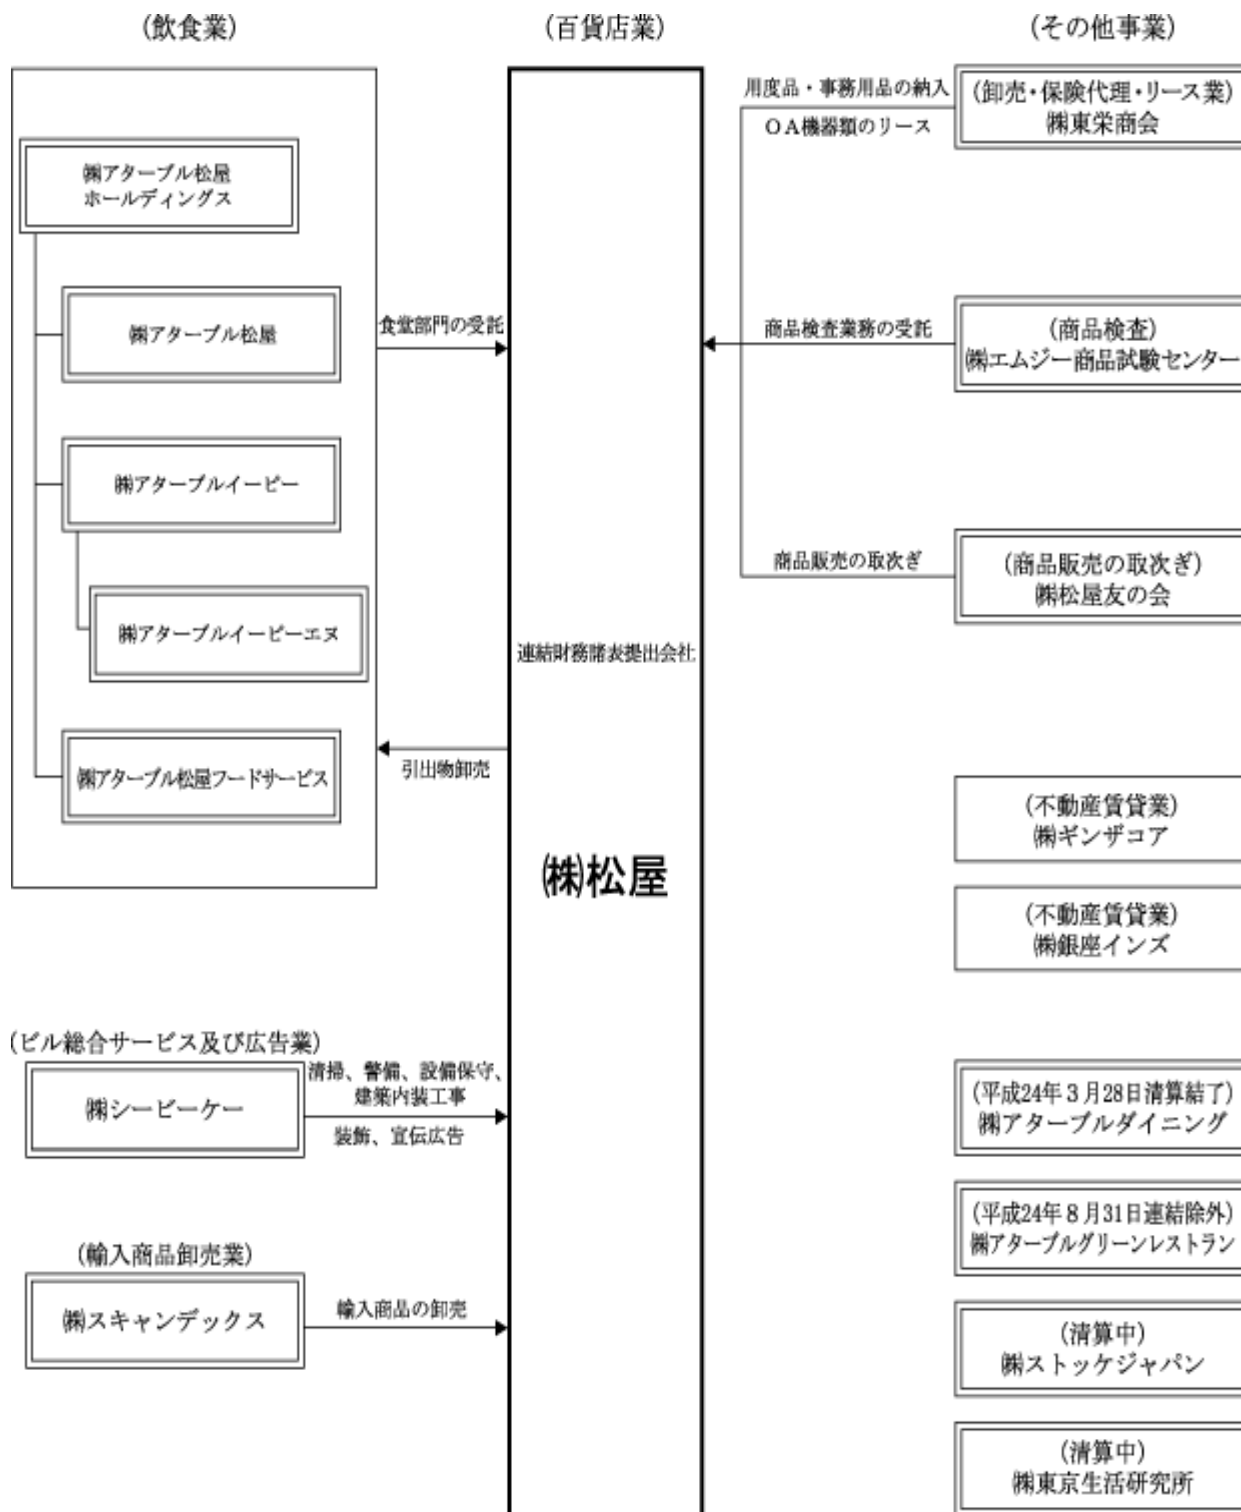 (飲食業)
㈱アターブル松屋
ホールディングス
㈱アターブル松屋
㈱アターブルイーピー
㈱アターブルイーピーエヌ
㈱アターブル松屋フードサービス
食堂部門の受託
引出物卸売
(ビル総合サービス及び広告業)
㈱シービーケー
清掃、警備、設備保守、
建築内装工事
装飾、宣伝広告
(輸入商品卸売業)
㈱スキャンデックス
輸入商品の卸売
(百貨店業)
連結財務諸表提出会社
㈱松屋
(その他事業)
用度品・事務用品の納入
OA機器類のリース
(卸売・保険代理・リース業)
㈱東栄商会
商品検査業務の受託
(商品検査)
㈱エムジー商品試験センター
商品販売の取次ぎ
(商品販売の取次ぎ)
㈱松屋友の会
(不動産賃貸業)
㈱ギンザコア
(不動産賃貸業)
㈱銀座インズ
(平成24年3月28日清算結了)
㈱アターブルダイニング
(平成24年8月31日連結除外)
㈱アターブルグリーンレストラン
(清算中)
㈱ストッケジャパン
(清算中)
㈱東京生活研究所